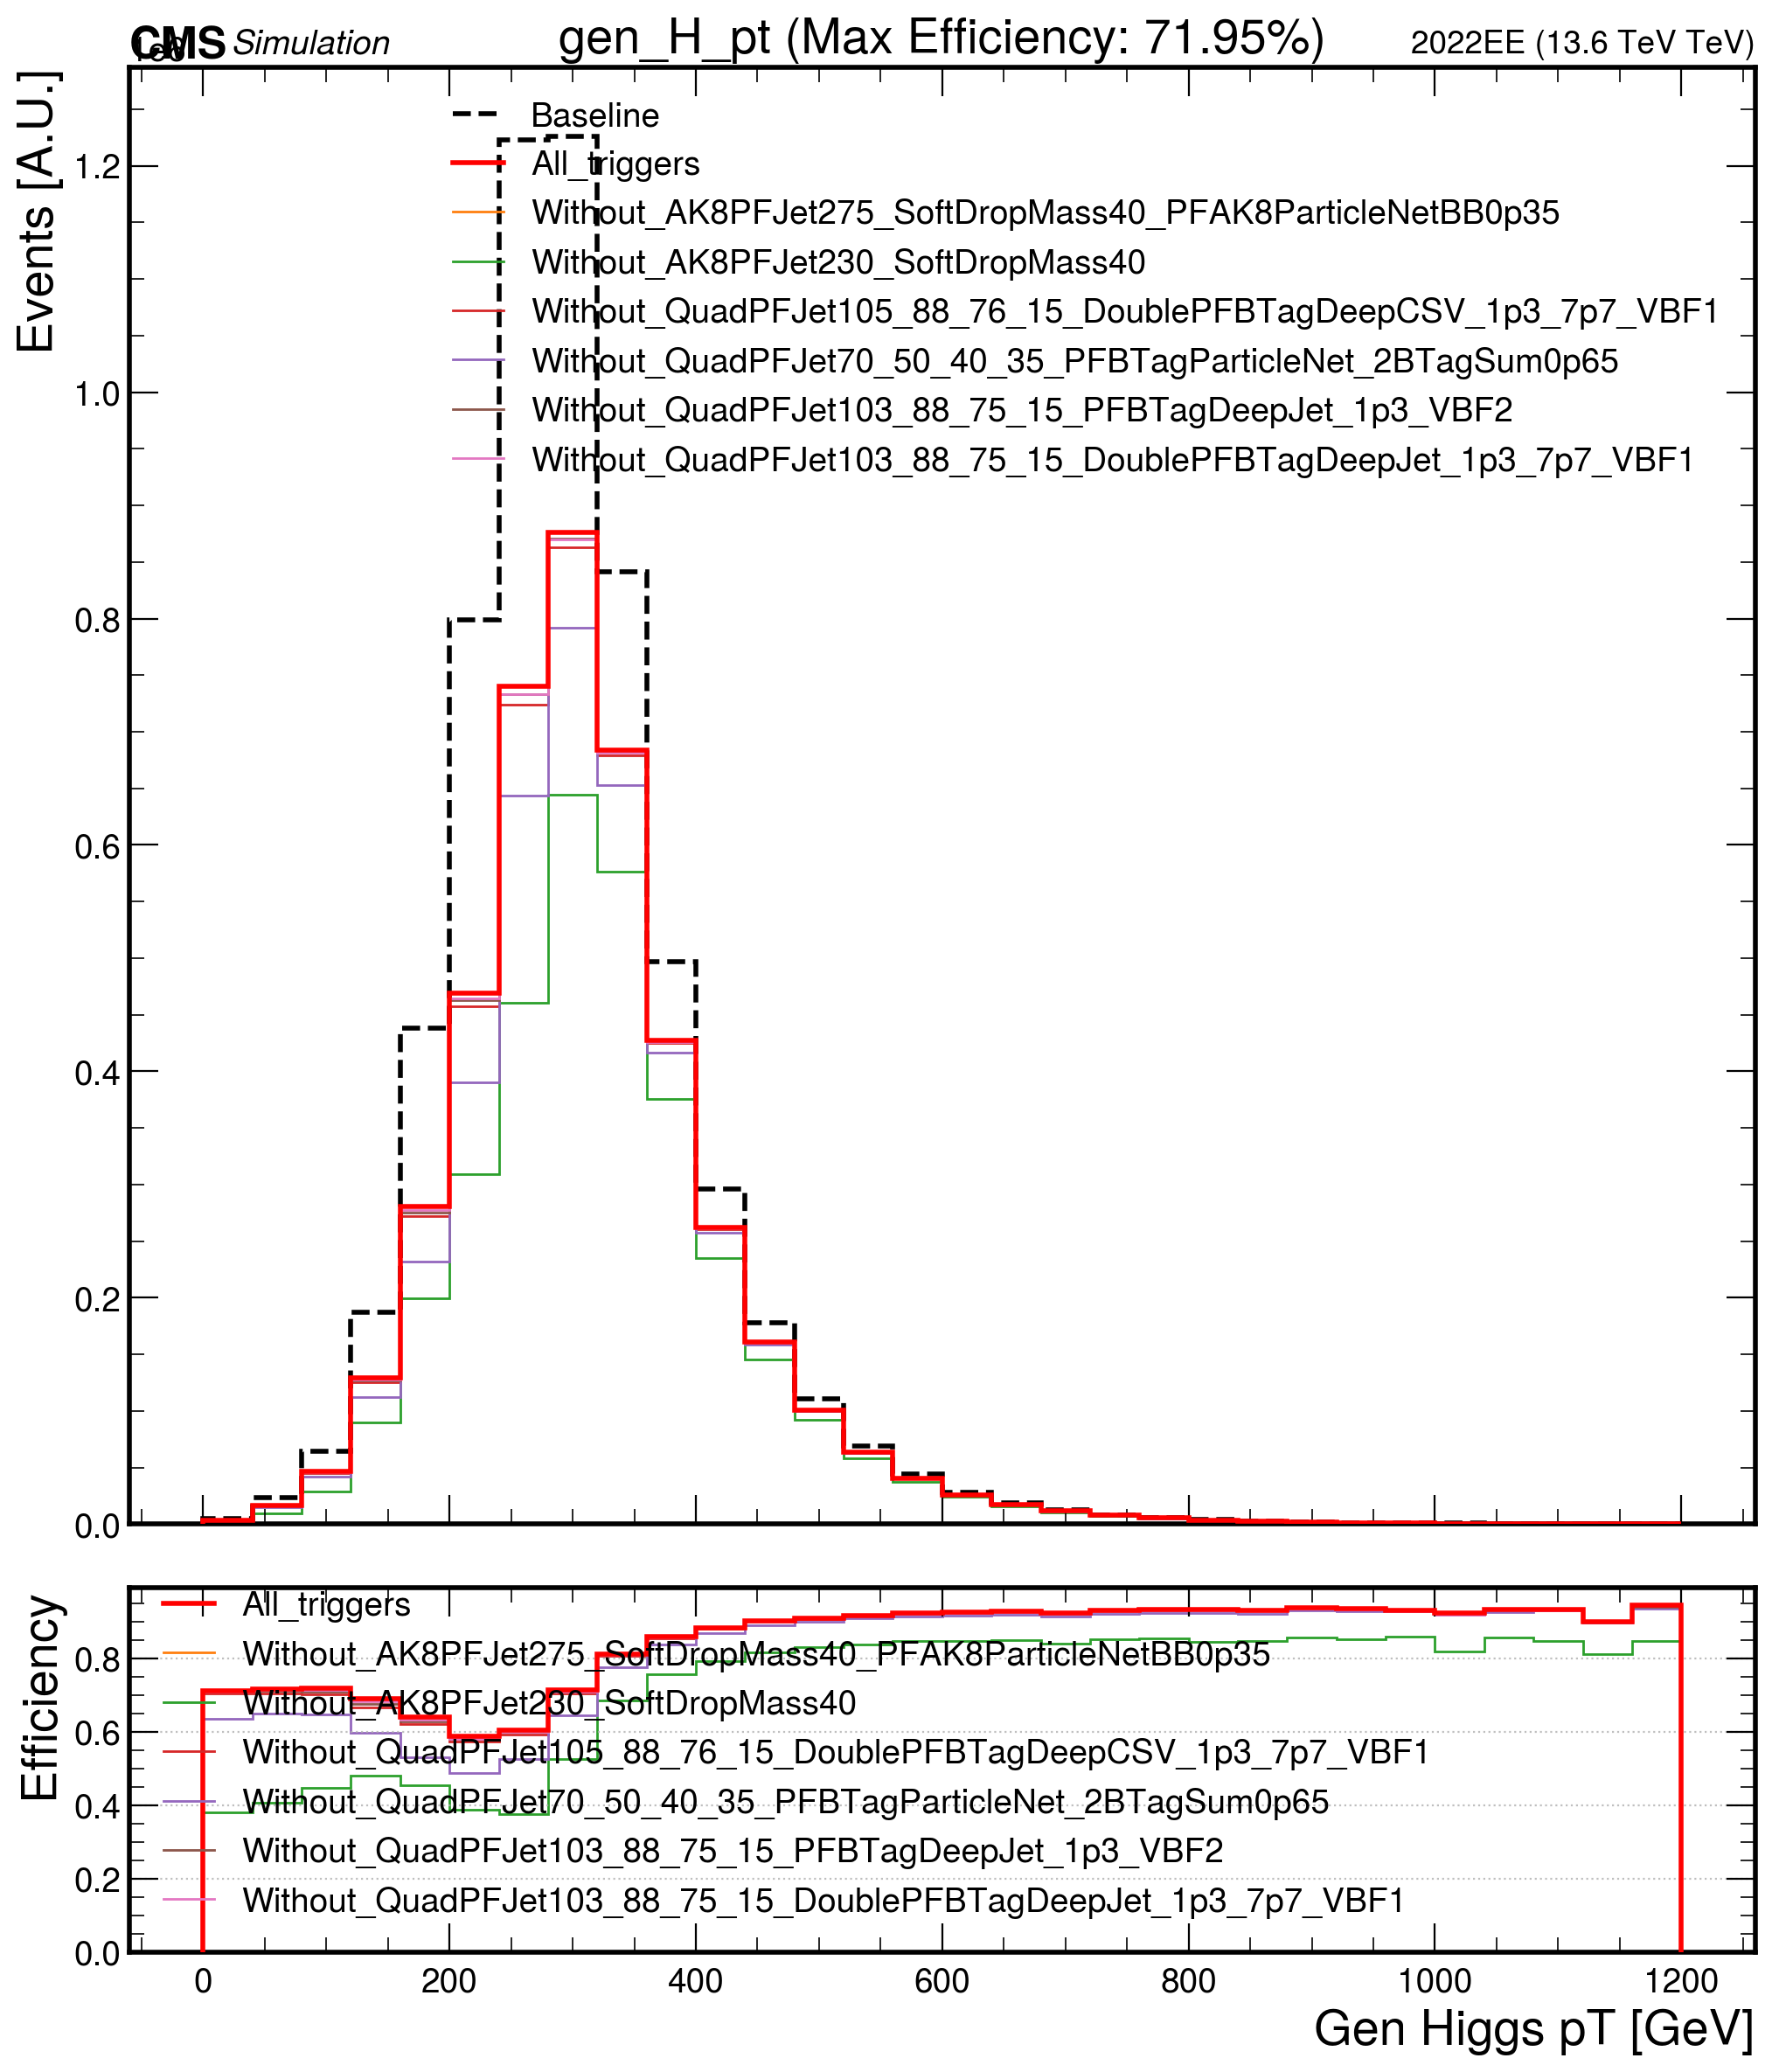 CMS Simulation gen_H_pt (Max Efficiency: 71.95%) 2022EE (13.6 TeV TeV)
Events [A.U.]
Baseline
All_triggers
Without_AK8PFJet275_SoftDropMass40_PFAK8ParticleNetBB0p35
Without_AK8PFJet230_SoftDropMass40
Without_QuadPFJet105_88_76_15_DoublePFBTagDeepCSV_1p3_7p7_VBF1
Without_QuadPFJet70_50_40_35_PFBTagParticleNet_2BTagSum0p65
Without_QuadPFJet103_88_75_15_PFBTagDeepJet_1p3_VBF2
Without_QuadPFJet103_88_75_15_DoublePFBTagDeepJet_1p3_7p7_VBF1
1.2
1.0
0.8
0.6
0.4
0.2
0.0
Efficiency
All_triggers
Without_AK8PFJet275_SoftDropMass40_PFAK8ParticleNetBB0p35
Without_AK8PFJet230_SoftDropMass40
Without_QuadPFJet105_88_76_15_DoublePFBTagDeepCSV_1p3_7p7_VBF1
Without_QuadPFJet70_50_40_35_PFBTagParticleNet_2BTagSum0p65
Without_QuadPFJet103_88_75_15_PFBTagDeepJet_1p3_VBF2
Without_QuadPFJet103_88_75_15_DoublePFBTagDeepJet_1p3_7p7_VBF1
0.8
0.6
0.4
0.2
0.0
0 200 400 600 800 1000 1200
Gen Higgs pT [GeV]